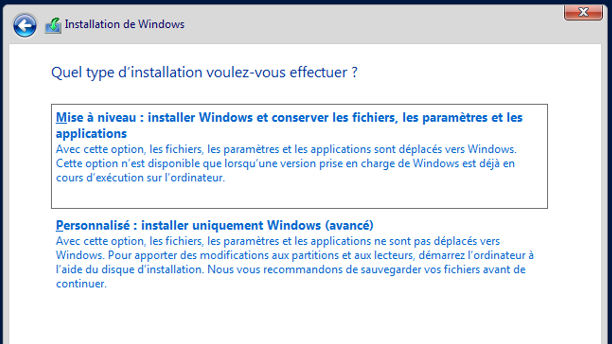 Installation de Windows
Quel type d'installation voulez-vous effectuer ?
Mise à niveau : installer Windows et conserver les fichiers, les paramètres et les
applications
Avec cette option, les fichiers, les paramètres et les applications sont déplacés vers Windows.
Cette option n'est disponible que lorsqu'une version prise en charge de Windows est déjà en
cours d'exécution sur l'ordinateur.
Personnalisé : installer uniquement Windows (avancé)
Avec cette option, les fichiers, les paramètres et les applications ne sont pas déplacés vers
Windows. Pour apporter des modifications aux partitions et aux lecteurs, démarrez l'ordinateur à
l'aide du disque d'installation. Nous vous recommandons de sauvegarder vos fichiers avant de
continuer.